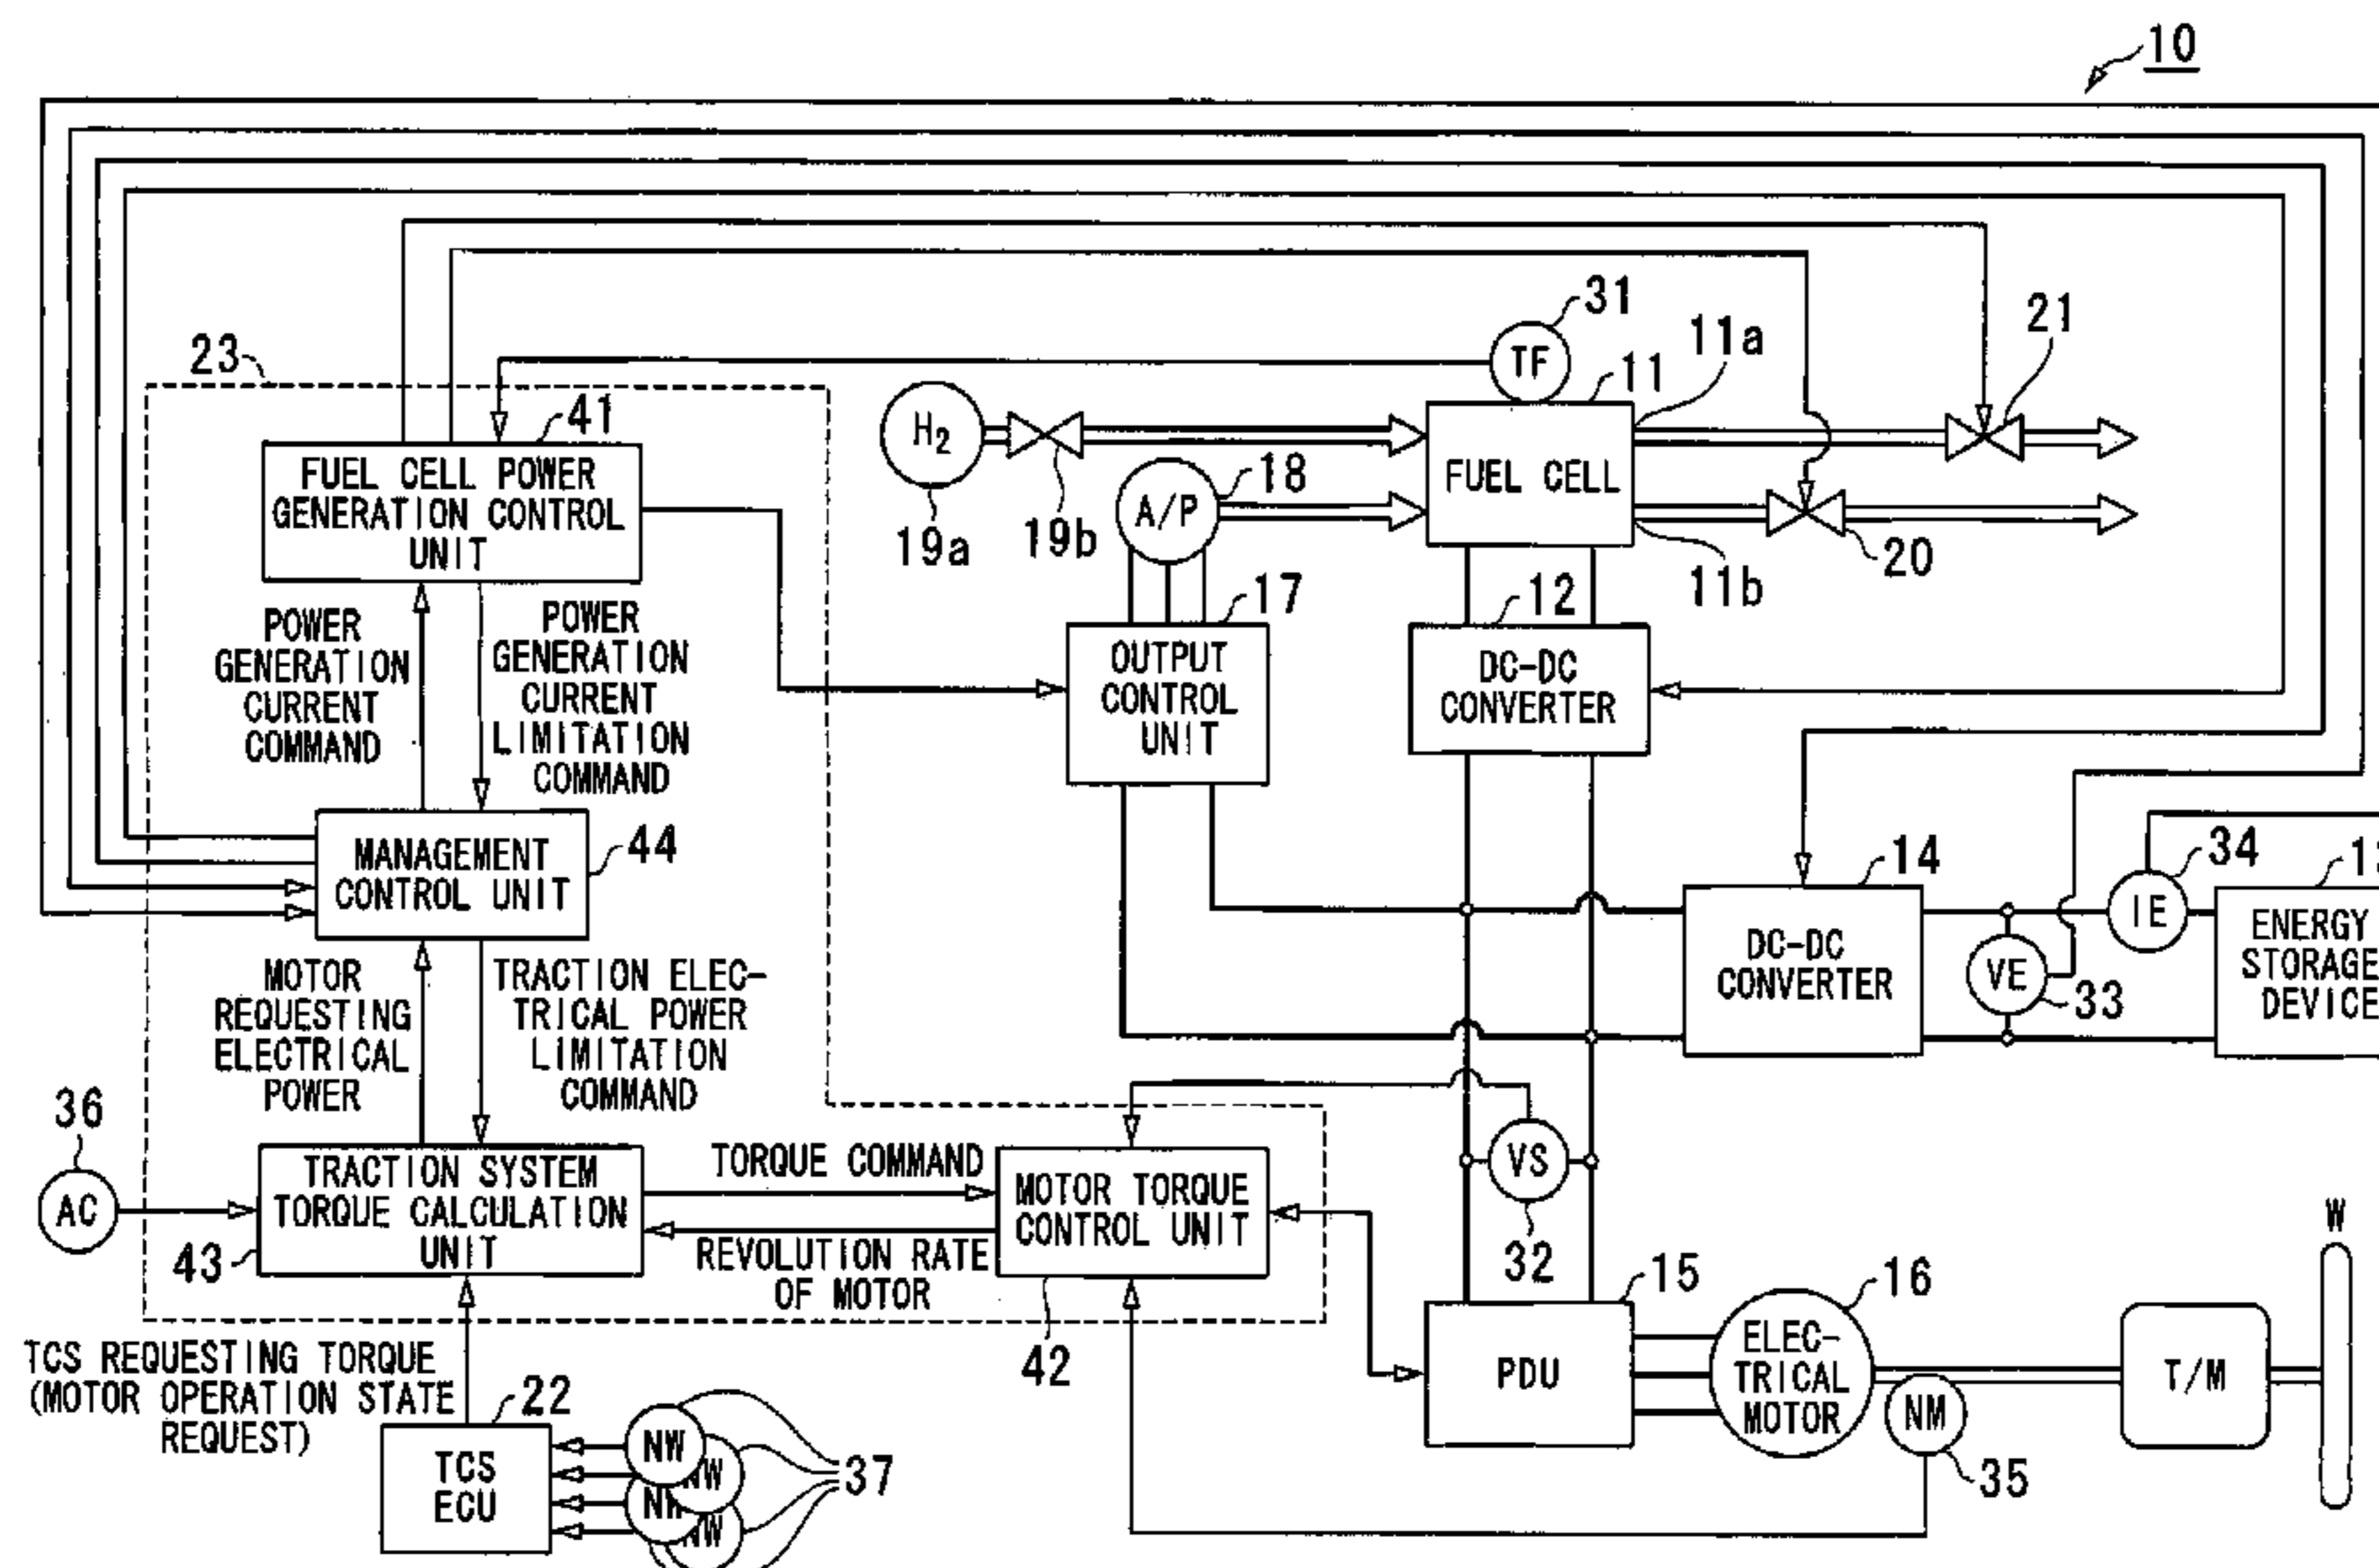 10
31
11a
21
23
TF
11
41
H2
18
FUEL CELL POWER
GENERATION CONTROL
UNIT
FUEL CELL
A/P
19a
19b
20
11b
17
12
POWER
GENERATION
CURRENT
COMMAND
POWER
GENERATION
CURRENT
LIMITATION
COMMAND
OUTPUT
CONTROL
UNIT
DC-DC
CONVERTER
MANAGEMENT
CONTROL UNIT
44
14
34
IE
ENERGY
STORAGE
DEVICE
DC-DC
CONVERTER
VE
33
MOTOR
REQUESTING
ELECTRICAL
POWER
TRACTION ELEC-
TRICAL POWER
LIMITATION
COMMAND
36
AC
TRACTION SYSTEM
TORQUE CALCULATION
UNIT
43
TORQUE COMMAND
REVOLUTION RATE
OF MOTOR
MOTOR TORQUE
CONTROL UNIT
42
VS
32
15
16
W
PDU
ELEC-
TRICAL
MOTOR
NM
35
T/M
TCS REQUESTING TORQUE
(MOTOR OPERATION STATE
REQUEST)
22
TCS
ECU
NW
NW
NW
NW
37